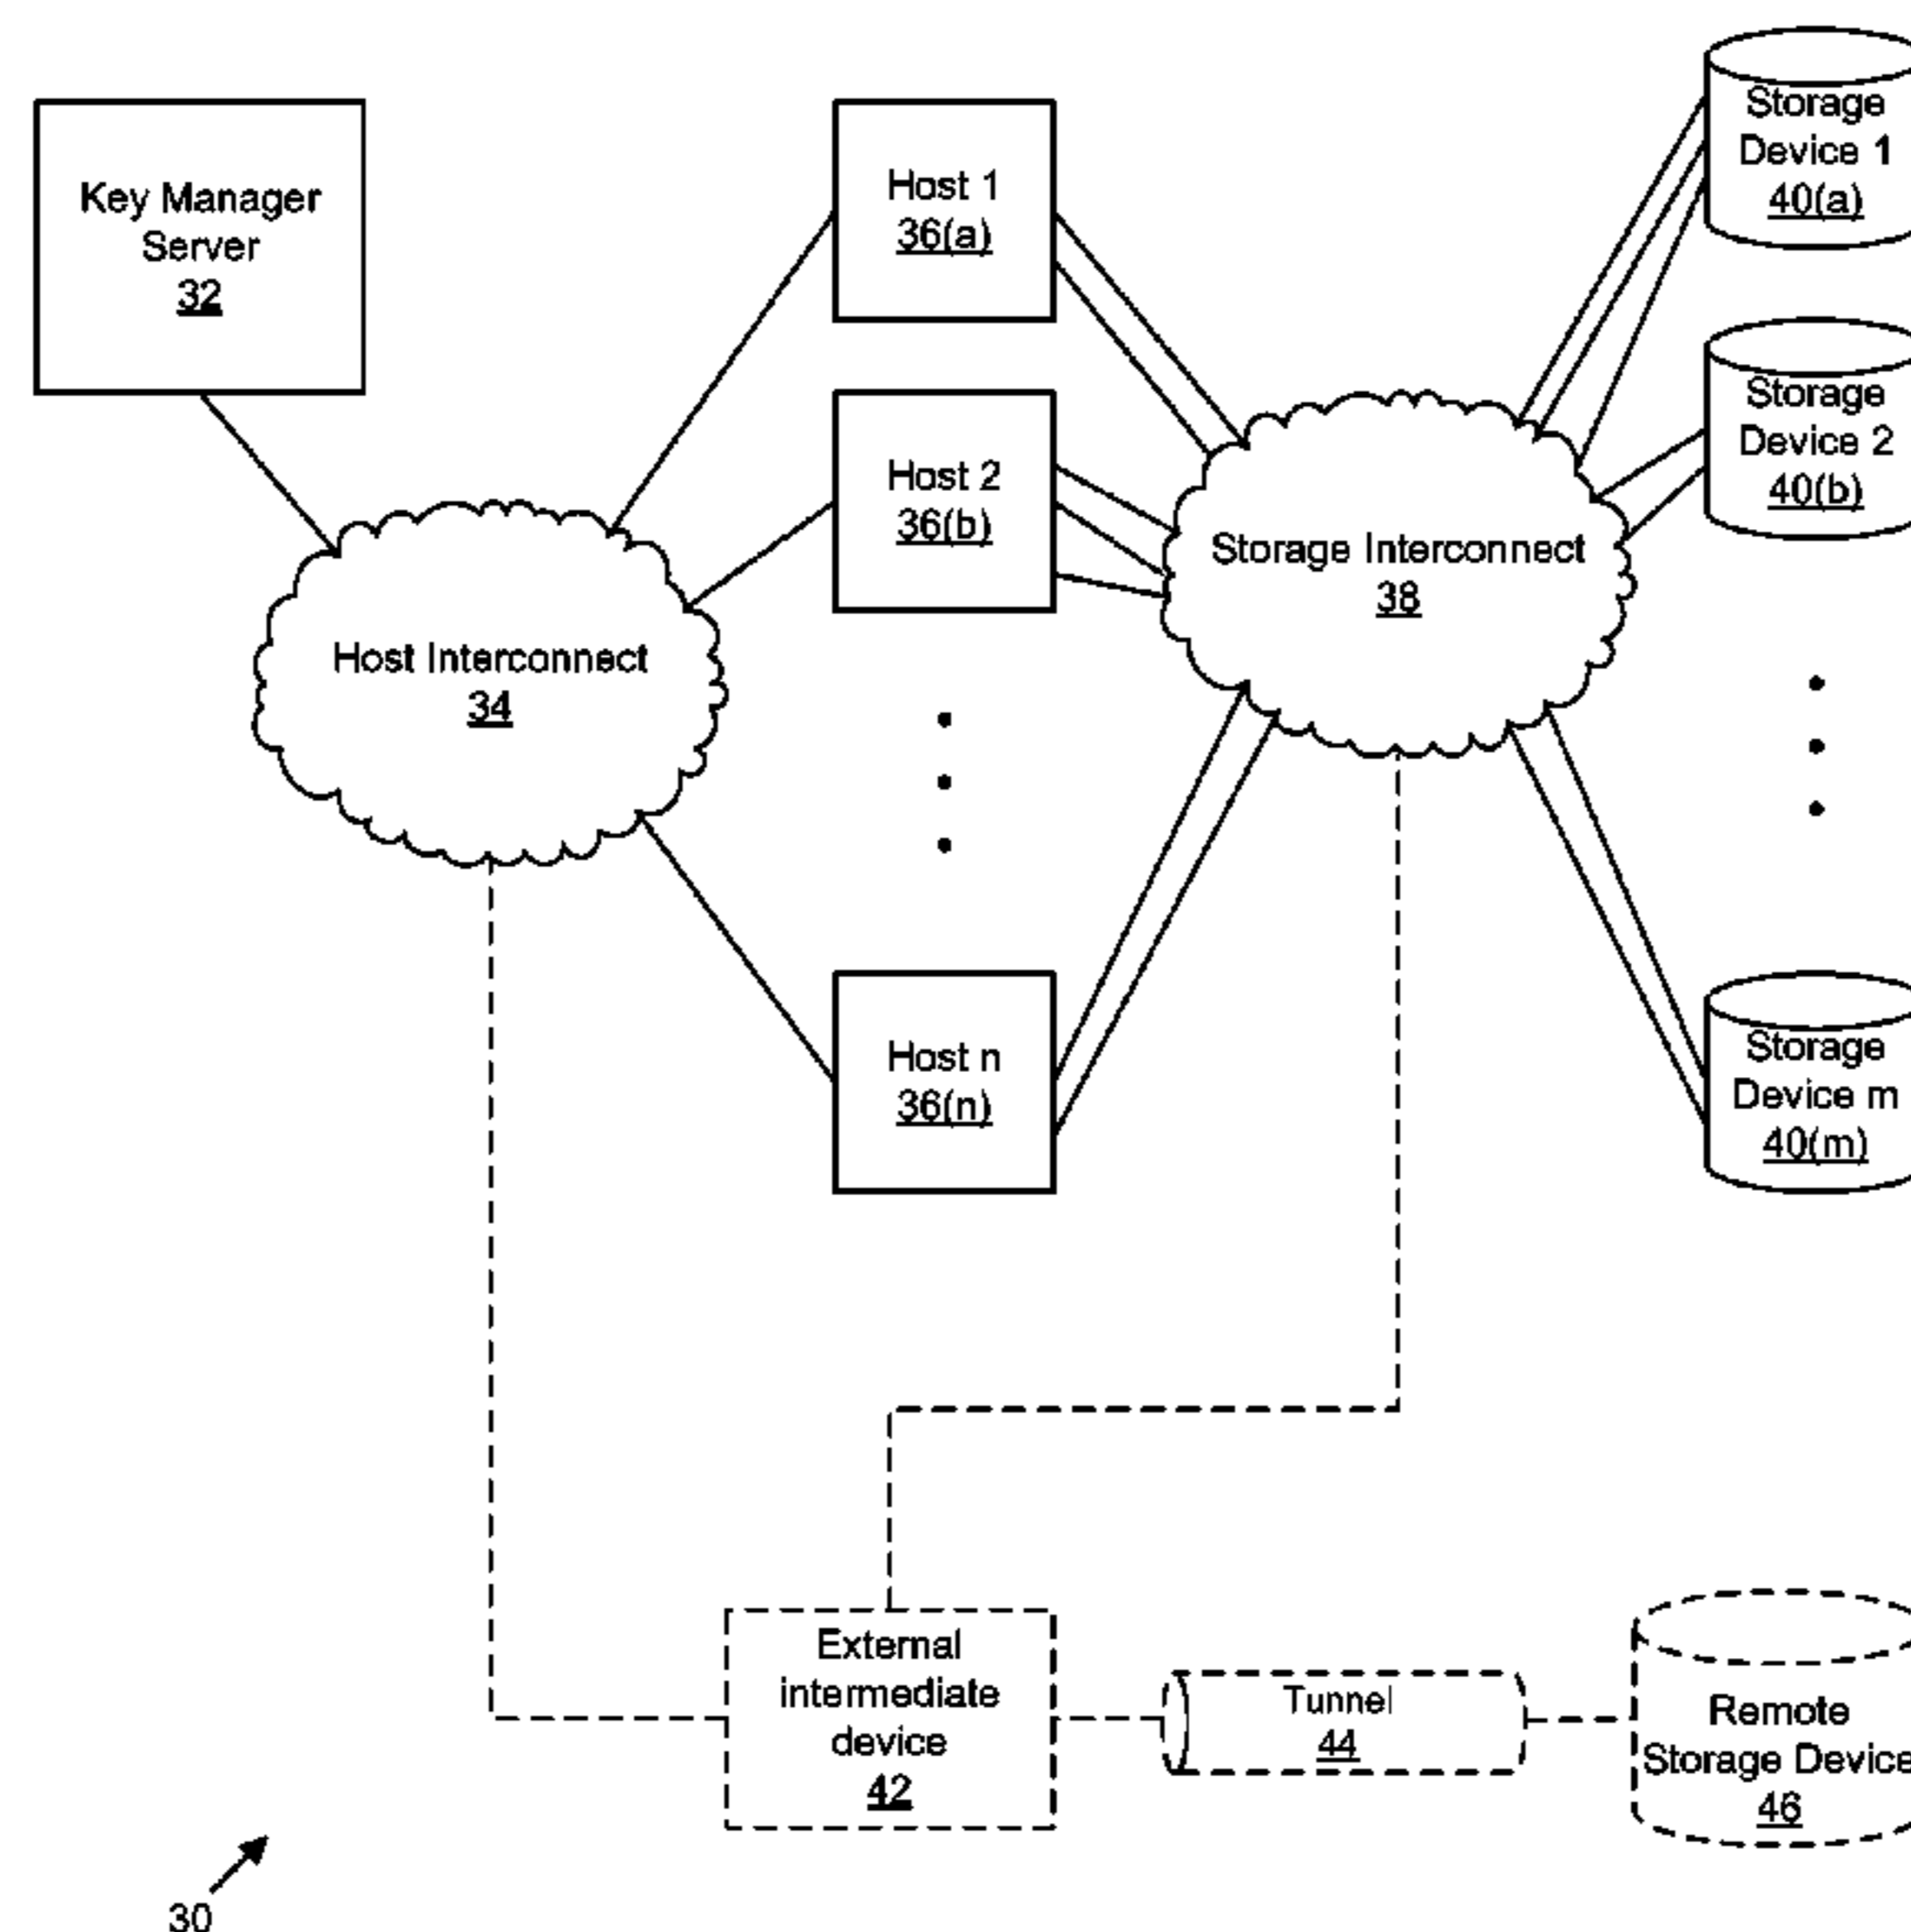 Key Manager
Server
32
Host 1
36(a)
Storage
Device 1
40(a)
Host 2
36(b)
Storage
Device 2
40(b)
Storage Interconnect
38
Host Interconnect
34
Host n
36(n)
Storage
Device m
40(m)
External
intermediate
device
42
Tunnel
44
Remote
Storage Device
46
30